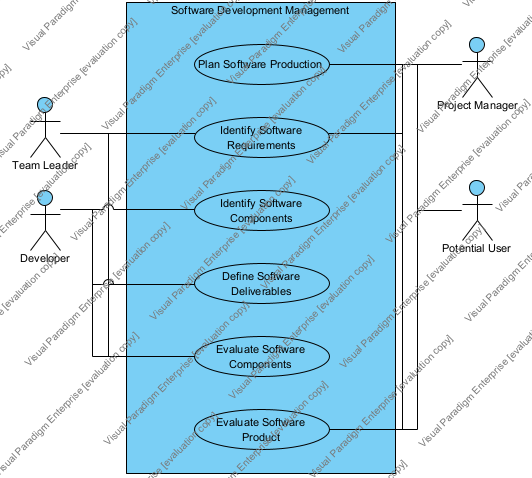 Software Development Management
Plan Software Production
Project Manager
Identify Software
Requirements
Team Leader
Identify Software
Components
Potential User
Developer
Define Software
Deliverables
Evaluate Software
Components
Evaluate Software
Product
Visual Paradigm Enterprise [evaluation copy]